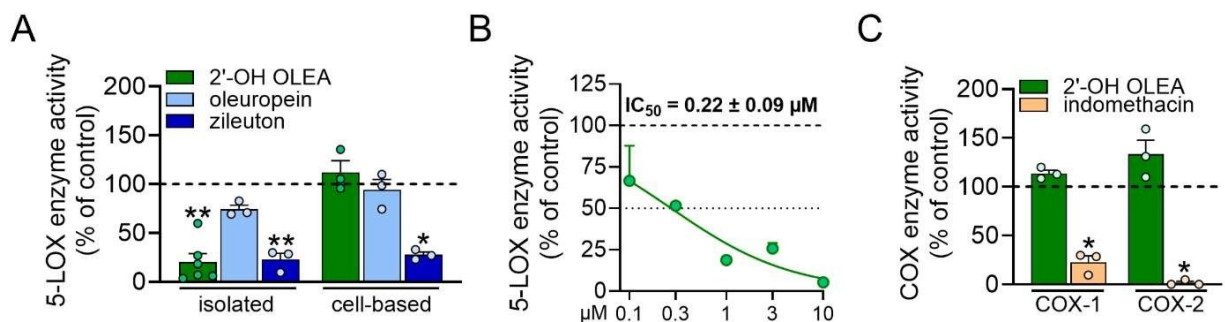 A
5-LOX enzyme activity
(% of control)
200
150
100
50
0
2'-OH OLEA
oleuropein
zileuton
**
**
*
isolated
cell-based
B
5-LOX enzyme activity
(% of control)
125
100
75
50
25
0
IC50 = 0.22 ± 0.09 µM
µM
0.1
0.3
1
3
10
C
COX enzyme activity
(% of control)
200
150
100
50
0
2'-OH OLEA
indomethacin
*
*
COX-1
COX-2